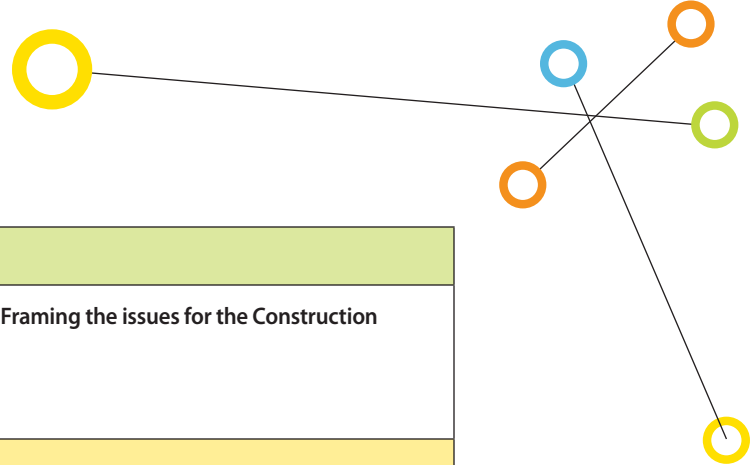 Framing the issues for the Construction